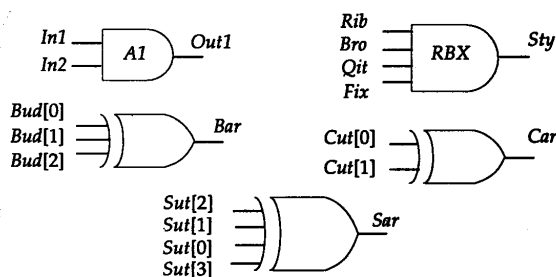 In1
In2
A1
Out1
Rib
Bro
Qit
Fix
RBX
Sty
Bud[0]
Bud[1]
Bud[2]
Bar
Cut[0]
Cut[1]
Car
Sut[2]
Sut[1]
Sut[0]
Sut[3]
Sar